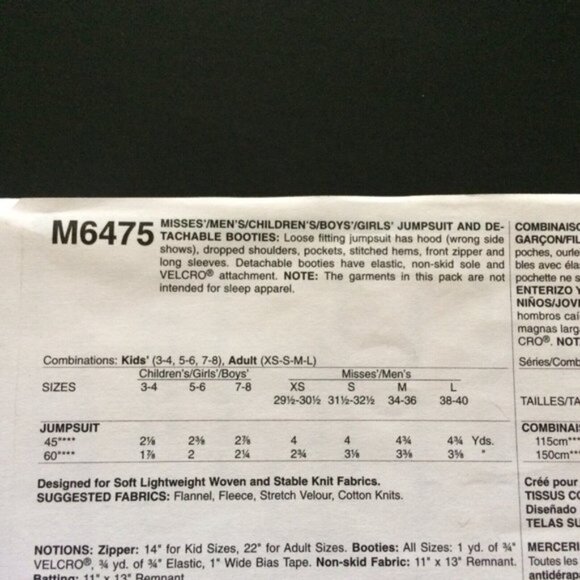 M6475
MISSES'/MEN'S/CHILDREN'S/BOYS'/GIRLS' JUMPSUIT AND DE-
TACHABLE BOOTIES: Loose fitting jumpsuit has hood (wrong side
shows), dropped shoulders, pockets, stitched hems, front zipper and
long sleeves. Detachable booties have elastic, non-skid sole and
VELCRO® attachment. NOTE: The garments in this pack are not
intended for sleep apparel.
Combinations: Kids' (3-4, 5-6, 7-8), Adult (XS-S-M-L)
Children's/Girls'/Boys' Misses'/Men's
SIZES 3-4 5-6 7-8 XS S M L
29½-30½ 31½-32½ 34-36 38-40
JUMPSUIT
45"*** 2⅛ 2⅜ 2⅞ 4 4 4¾ 4¾ Yds.
60"*** 1⅞ 2 2¼ 2¾ 3⅛ 3⅜ 3⅝ "
Designed for Soft Lightweight Woven and Stable Knit Fabrics.
SUGGESTED FABRICS: Flannel, Fleece, Stretch Velour, Cotton Knits.
NOTIONS: Zipper: 14" for Kid Sizes, 22" for Adult Sizes. Booties: All Sizes: 1 yd. of ¾"
VELCRO®, ¾ yd. of ¾" Elastic, 1" Wide Bias Tape. Non-skid Fabric: 11" x 13" Remnant.
Batting: 11" x 13" Remnant.
COMBINAISO
GARÇON/FIL
poches, ourle
bles avec éla
pochette ne s
ENTERIZO Y
NIÑOS/JOVE
hombros caí
magnas larg
CRO®. NOT
Séries/Comb
TAILLES/TA
COMBINAI
115cm***
150cm***
Créé pour
TISSUS CO
Diseñado
TELAS SU
MERCERI
Toutes les
antidérap